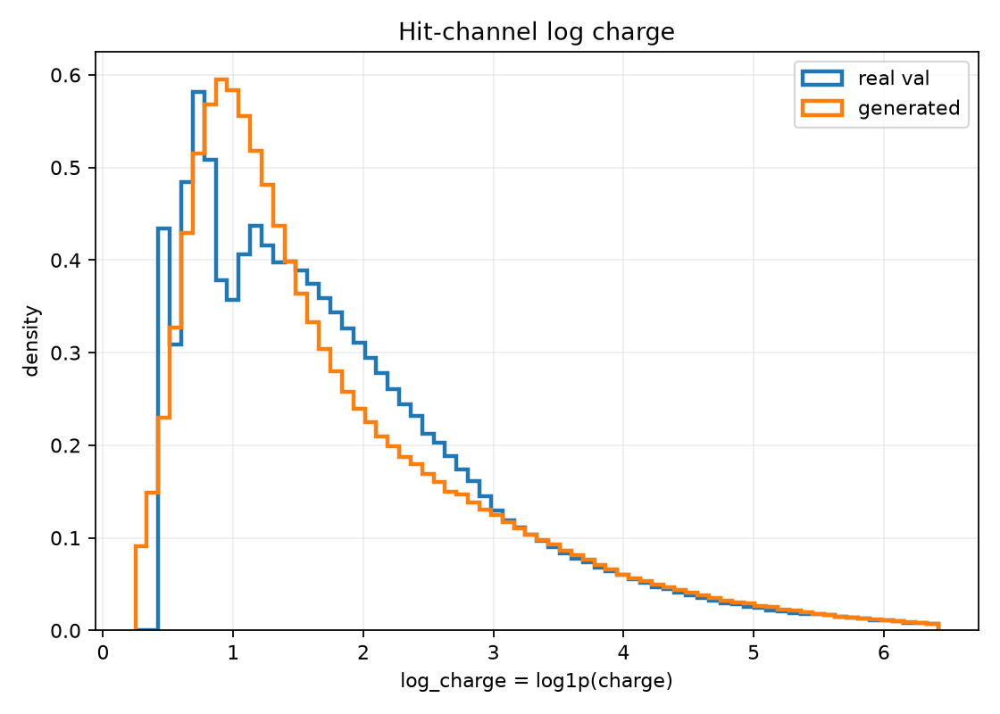 Hit-channel log charge
real val
generated
density
0.6
0.5
0.4
0.3
0.2
0.1
0.0
0 1 2 3 4 5 6
log_charge = log1p(charge)